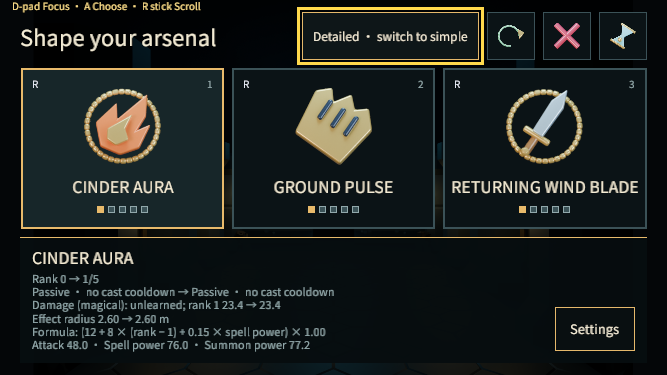 D-pad Focus • A Choose • R stick Scroll
Shape your arsenal
Detailed • switch to simple
R 1
CINDER AURA
R 2
GROUND PULSE
R 3
RETURNING WIND BLADE
CINDER AURA
Rank 0 → 1/5
Passive • no cast cooldown → Passive • no cast cooldown
Damage (magical): unlearned; rank 1 23.4 → 23.4
Effect radius 2.60 → 2.60 m
Formula: (12 + 8 × (rank − 1) + 0.15 × spell power) × 1.00
Attack 48.0 • Spell power 76.0 • Summon power 77.2
Settings